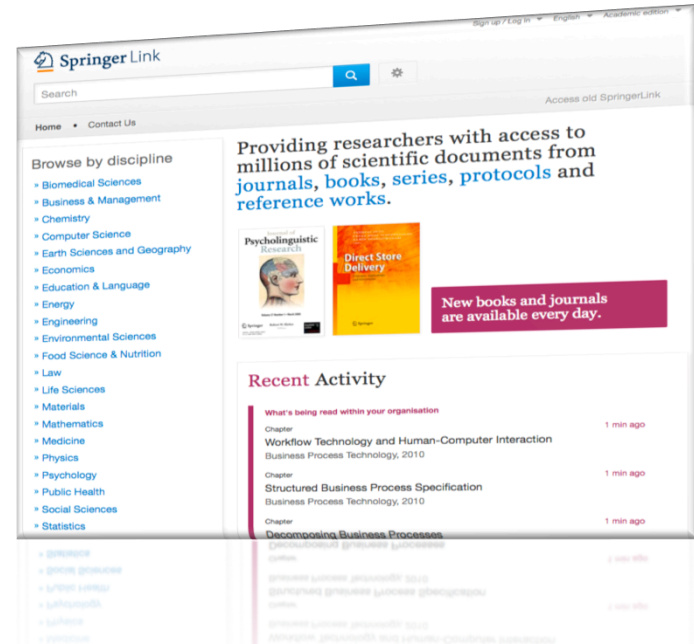 Sign up / Log in English Academic edition
Springer Link
Search
Access old SpringerLink
Home • Contact Us
Browse by discipline
» Biomedical Sciences
» Business & Management
» Chemistry
» Computer Science
» Earth Sciences and Geography
» Economics
» Education & Language
» Energy
» Engineering
» Environmental Sciences
» Food Science & Nutrition
» Law
» Life Sciences
» Materials
» Mathematics
» Medicine
» Physics
» Psychology
» Public Health
» Social Sciences
» Statistics
Providing researchers with access to
millions of scientific documents from
journals, books, series, protocols and
reference works.
Journal of
Psycholinguistic
Research
Springer
Direct Store
Delivery
Springer
New books and journals
are available every day.
Recent Activity
What's being read within your organisation
Chapter 1 min ago
Workflow Technology and Human-Computer Interaction
Business Process Technology, 2010
Chapter 1 min ago
Structured Business Process Specification
Business Process Technology, 2010
Chapter 1 min ago
Decomposing Business Processes